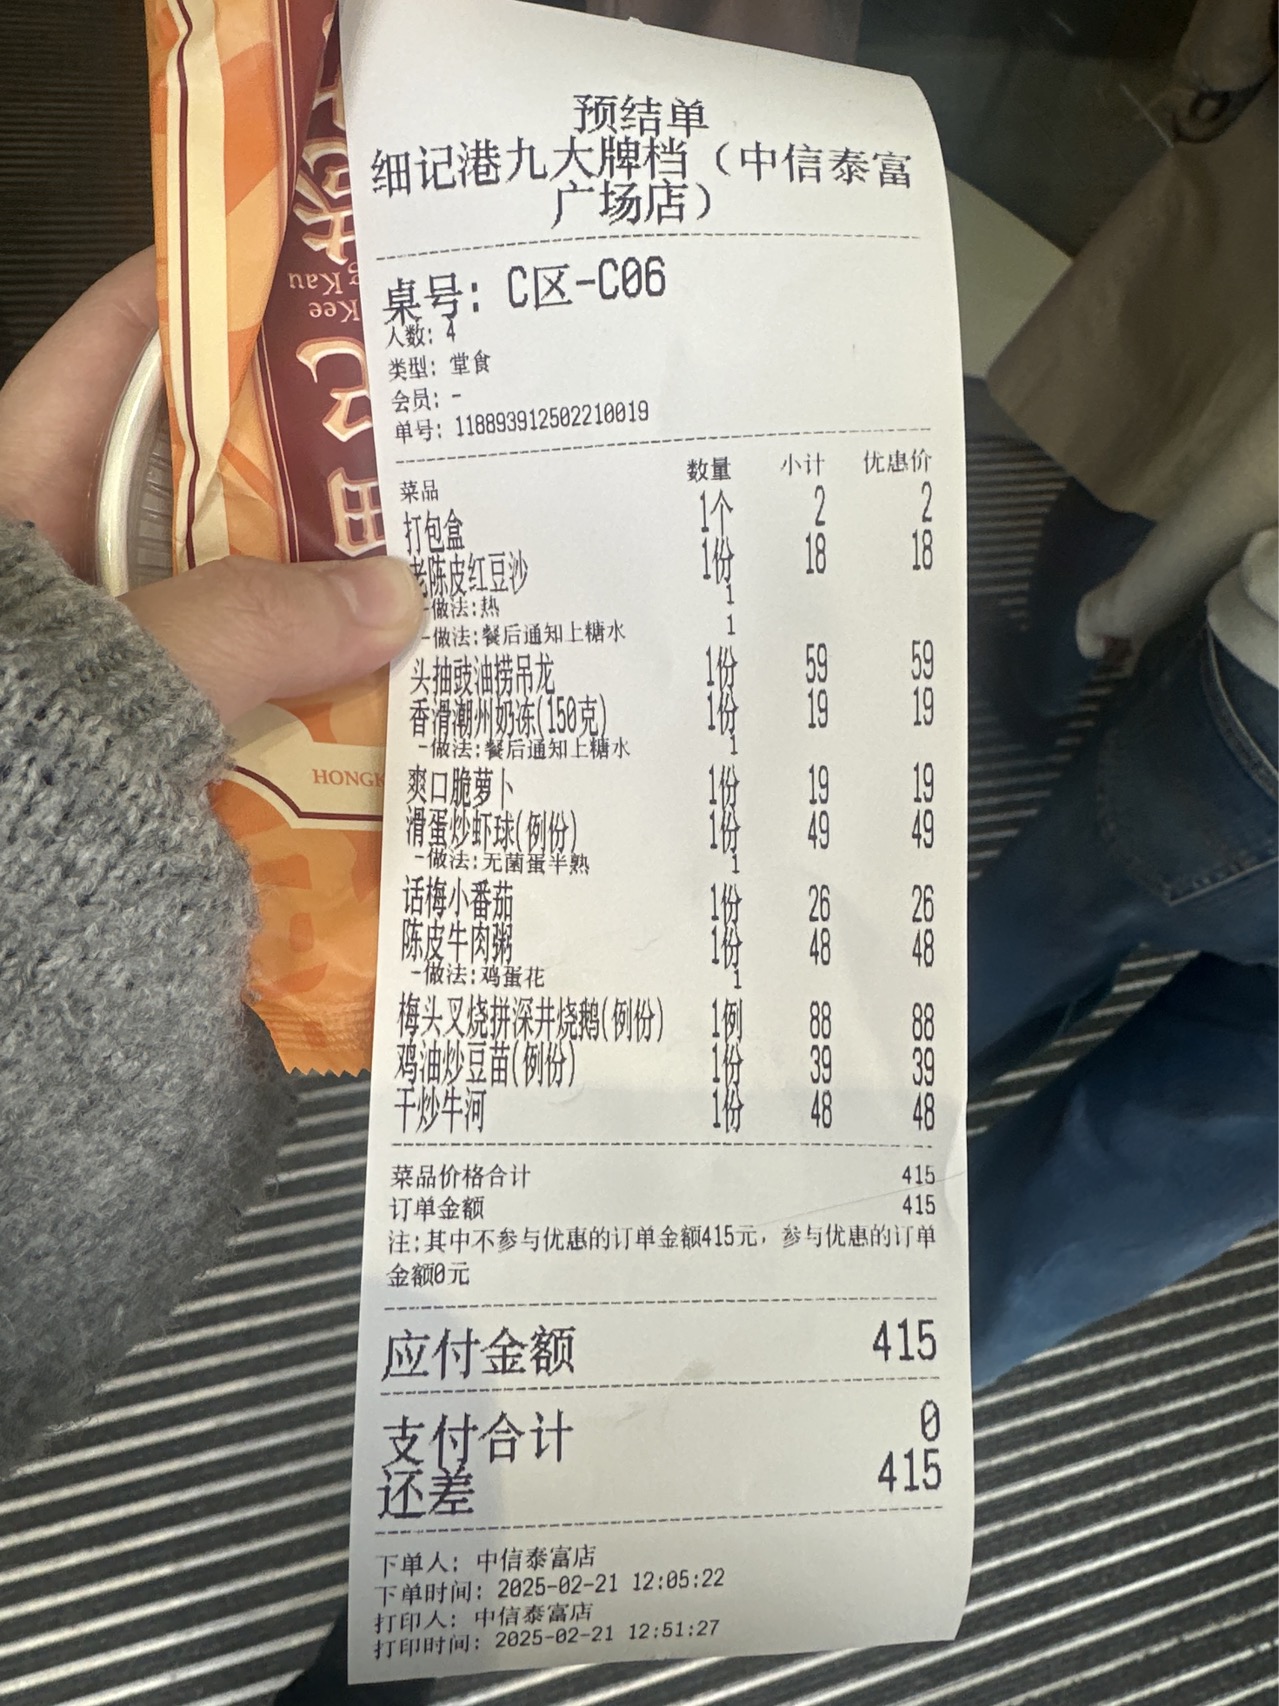 预结单
细记港九大牌档（中信泰富
广场店）
桌号: C区-C06
人数: 4
类型: 堂食
会员: -
单号: 118893912502210019
菜品 数量 小计 优惠价
打包盒 1个 2 2
老陈皮红豆沙 1份 18 18
-做法:热 1
-做法:餐后通知上糖水 1
头抽豉油捞吊龙 1份 59 59
香滑潮州奶冻(150克) 1份 19 19
-做法:餐后通知上糖水 1
爽口脆萝卜 1份 19 19
滑蛋炒虾球(例份) 1份 49 49
-做法:无菌蛋半熟 1
话梅小番茄 1份 26 26
陈皮牛肉粥 1份 48 48
-做法:鸡蛋花 1
梅头叉烧拼深井烧鹅(例份) 1例 88 88
鸡油炒豆苗(例份) 1份 39 39
干炒牛河 1份 48 48
菜品价格合计 415
订单金额 415
注:其中不参与优惠的订单金额415元，参与优惠的订单
金额0元
应付金额 415
支付合计 0
还差 415
下单人: 中信泰富店
下单时间: 2025-02-21 12:05:22
打印人: 中信泰富店
打印时间: 2025-02-21 12:51:27
Kee
Kau
记
细
HONGK